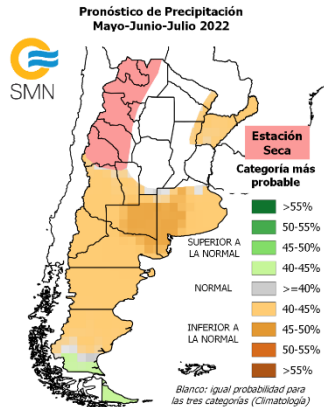 Pronóstico de Precipitación
Mayo-Junio-Julio 2022
SMN
Estación
Seca
Categoría más
probable
>55%
50-55%
45-50%
40-45%
SUPERIOR A
LA NORMAL
>=40%
NORMAL
40-45%
45-50%
50-55%
>55%
INFERIOR A
LA NORMAL
Blanco: igual probabilidad para
las tres categorías (Climatología)